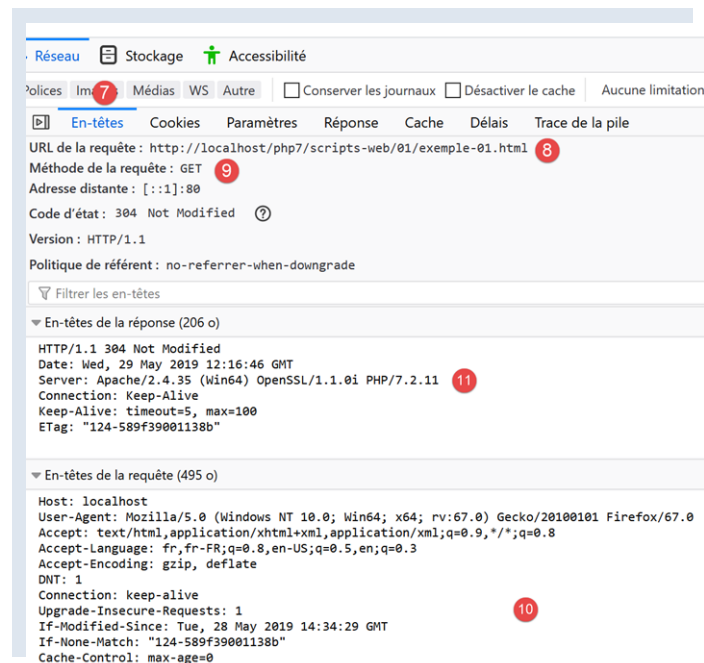 Réseau Stockage Accessibilité
Polices Médias WS Autre Conserver les journaux Désactiver le cache Aucune limitation
7
En-têtes Cookies Paramètres Réponse Cache Délais Trace de la pile
URL de la requête : http://localhost/php7/scripts-web/01/exemple-01.html 8
Méthode de la requête : GET 9
Adresse distante : [::1]:80
Code d'état : 304 Not Modified ?
Version : HTTP/1.1
Politique de référent : no-referrer-when-downgrade
Filtrer les en-têtes
En-têtes de la réponse (206 o)
HTTP/1.1 304 Not Modified
Date: Wed, 29 May 2019 12:16:46 GMT
Server: Apache/2.4.35 (Win64) OpenSSL/1.1.0i PHP/7.2.11 11
Connection: Keep-Alive
Keep-Alive: timeout=5, max=100
ETag: "124-589f39001138b"
En-têtes de la requête (495 o)
Host: localhost
User-Agent: Mozilla/5.0 (Windows NT 10.0; Win64; x64; rv:67.0) Gecko/20100101 Firefox/67.0
Accept: text/html,application/xhtml+xml,application/xml;q=0.9,*/*;q=0.8
Accept-Language: fr,fr-FR;q=0.8,en-US;q=0.5,en;q=0.3
Accept-Encoding: gzip, deflate
DNT: 1
Connection: keep-alive
Upgrade-Insecure-Requests: 1 10
If-Modified-Since: Tue, 28 May 2019 14:34:29 GMT
If-None-Match: "124-589f39001138b"
Cache-Control: max-age=0